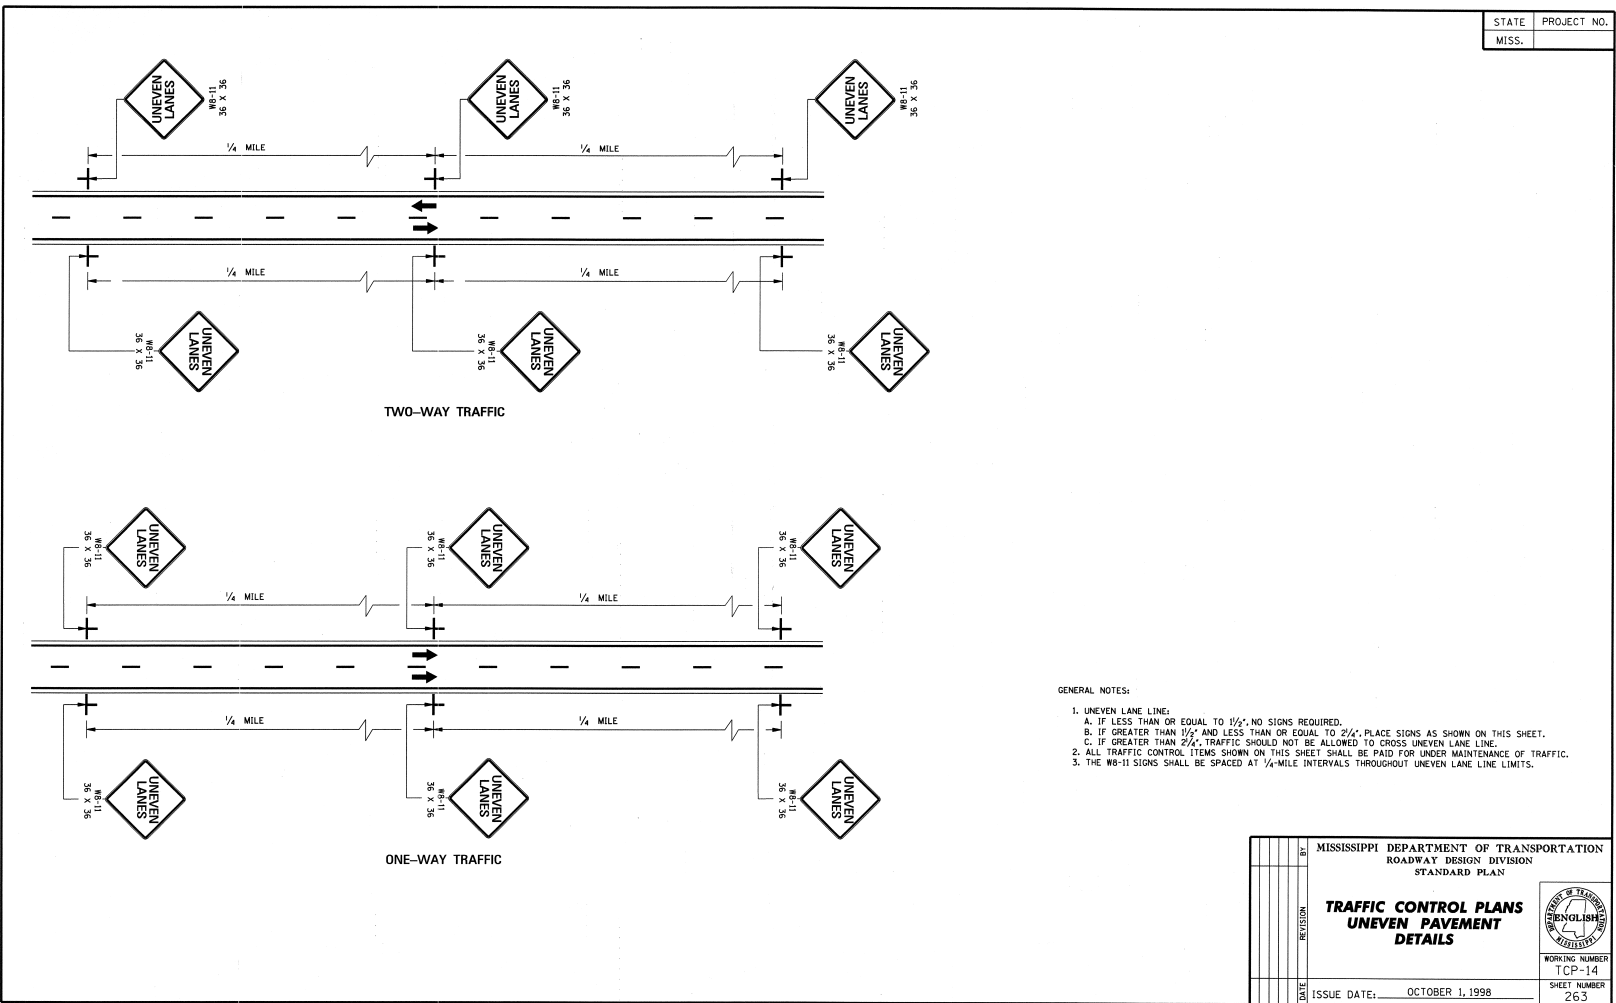 STATE PROJECT NO.
MISS.
UNEVEN
LANES
W8-11
36 X 36
UNEVEN
LANES
W8-11
36 X 36
UNEVEN
LANES
W8-11
36 X 36
¼ MILE ¼ MILE
¼ MILE ¼ MILE
W8-11
36 X 36
UNEVEN
LANES
W8-11
36 X 36
UNEVEN
LANES
W8-11
36 X 36
UNEVEN
LANES
TWO-WAY TRAFFIC
W8-11
36 X 36
UNEVEN
LANES
W8-11
36 X 36
UNEVEN
LANES
W8-11
36 X 36
UNEVEN
LANES
¼ MILE ¼ MILE
¼ MILE ¼ MILE
W8-11
36 X 36
UNEVEN
LANES
W8-11
36 X 36
UNEVEN
LANES
W8-11
36 X 36
UNEVEN
LANES
ONE-WAY TRAFFIC
GENERAL NOTES:
1. UNEVEN LANE LINE:
A. IF LESS THAN OR EQUAL TO 1½", NO SIGNS REQUIRED.
B. IF GREATER THAN 1½" AND LESS THAN OR EQUAL TO 2¼", PLACE SIGNS AS SHOWN ON THIS SHEET.
C. IF GREATER THAN 2¼", TRAFFIC SHOULD NOT BE ALLOWED TO CROSS UNEVEN LANE LINE.
2. ALL TRAFFIC CONTROL ITEMS SHOWN ON THIS SHEET SHALL BE PAID FOR UNDER MAINTENANCE OF TRAFFIC.
3. THE W8-11 SIGNS SHALL BE SPACED AT ¼-MILE INTERVALS THROUGHOUT UNEVEN LANE LINE LIMITS.
BY
REVISION
DATE
MISSISSIPPI DEPARTMENT OF TRANSPORTATION
ROADWAY DESIGN DIVISION
STANDARD PLAN
TRAFFIC CONTROL PLANS
UNEVEN PAVEMENT
DETAILS
DEPARTMENT OF TRANSPORTATION
ENGLISH
MISSISSIPPI
WORKING NUMBER
TCP-14
ISSUE DATE: OCTOBER 1, 1998
SHEET NUMBER
263